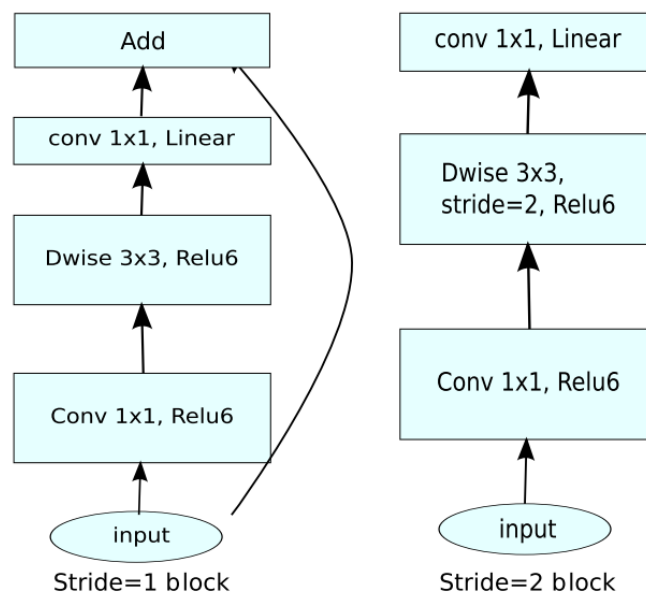 Add
conv 1x1, Linear
Dwise 3x3, Relu6
Conv 1x1, Relu6
input
Stride=1 block
conv 1x1, Linear
Dwise 3x3,
stride=2, Relu6
Conv 1x1, Relu6
input
Stride=2 block